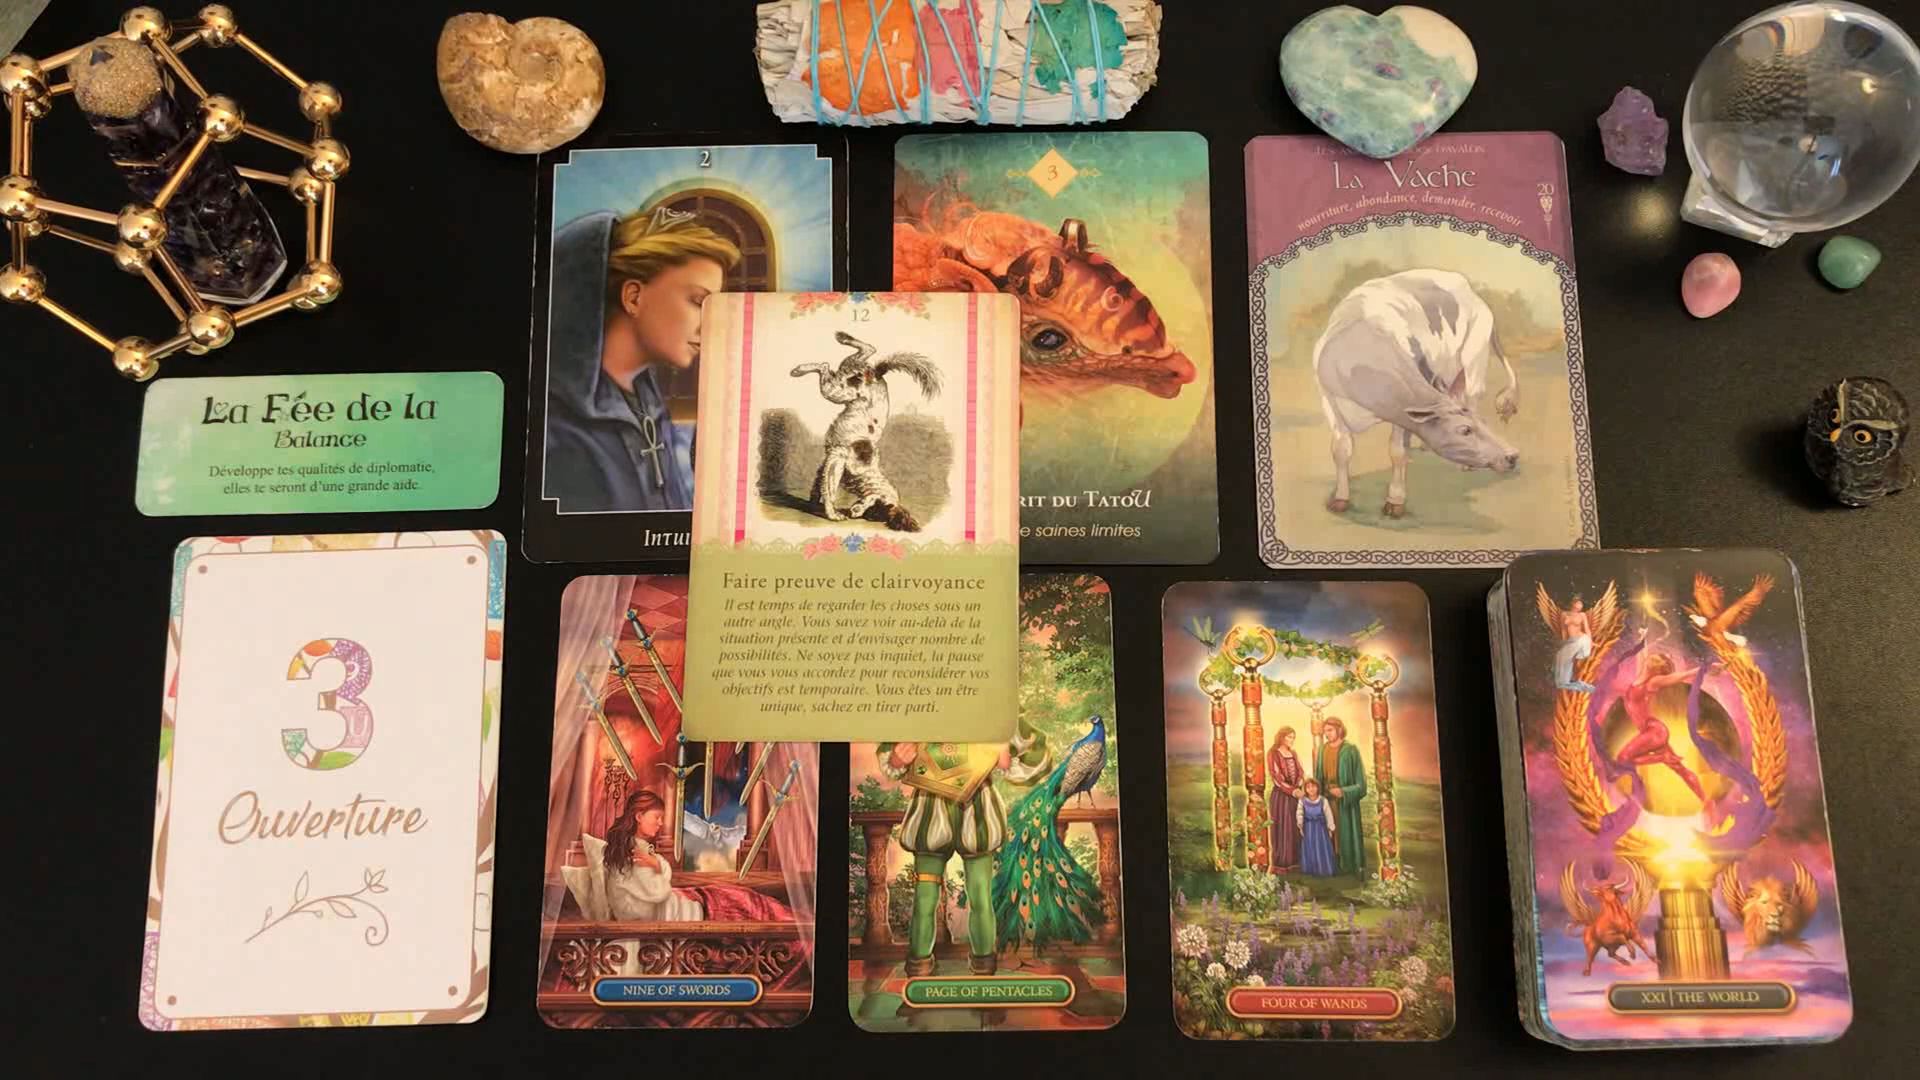 2
3
La Vache
20
nourriture, abondance, demander, recevoir
12
La Fée de la
Balance
Développe tes qualités de diplomatie,
elles te seront d'une grande aide.
du Tatou
saines limites
Faire preuve de clairvoyance
Il est temps de regarder les choses sous un
autre angle. Vous savez voir au-delà de la
situation présente et d'envisager nombre de
possibilités. Ne soyez pas inquiet, la pause
que vous vous accordez pour reconsidérer vos
objectifs est temporaire. Vous êtes un être
unique, sachez en tirer parti.
3
Ouverture
NINE OF SWORDS
PAGE OF PENTACLES
FOUR OF WANDS
XXI | THE WORLD